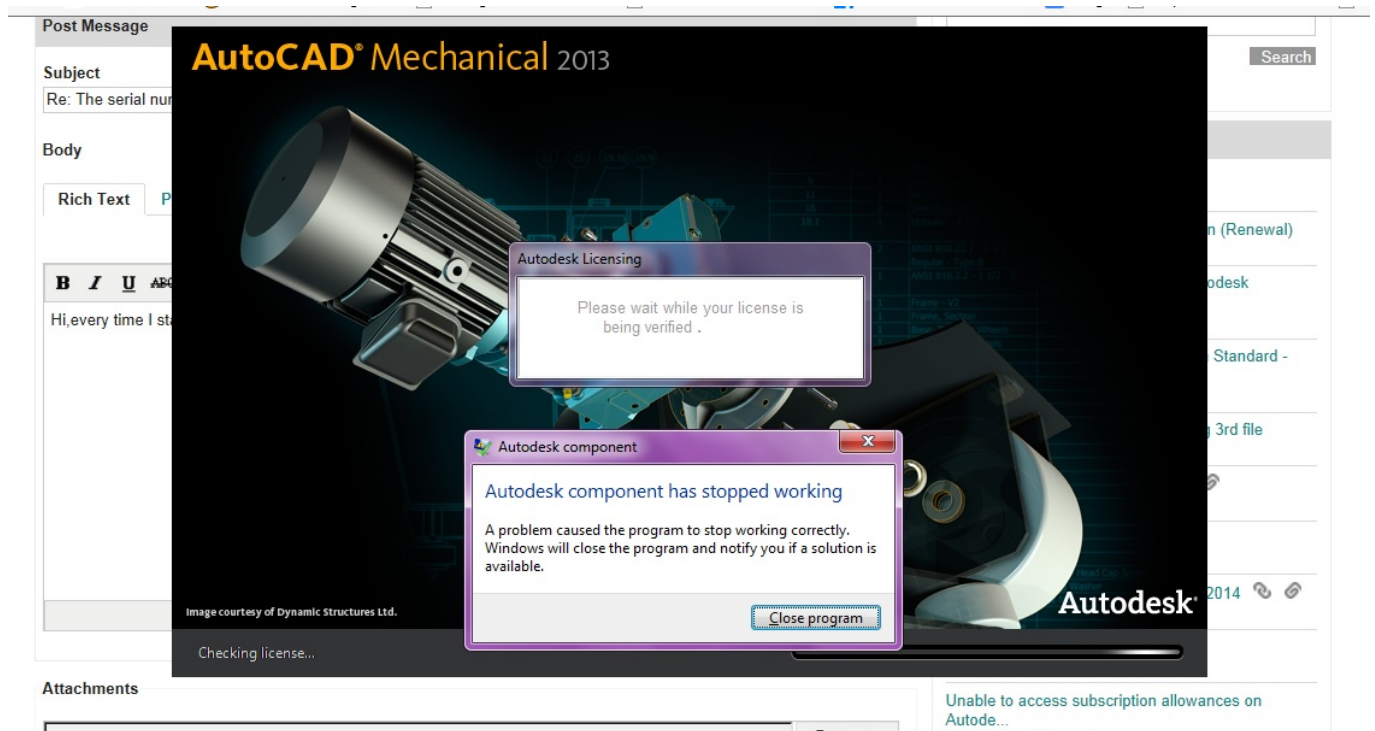 Post Message
AutoCAD® Mechanical 2013
Search
Subject
Re: The serial nur
Body
Rich Text P
n (Renewal)
Autodesk Licensing
odesk
B I U ABC
Please wait while your license is
being verified .
Hi,every time I sta
Standard -
3rd file
Autodesk component
Autodesk component has stopped working
A problem caused the program to stop working correctly.
Windows will close the program and notify you if a solution is
available.
2014
Autodesk
Image courtesy of Dynamic Structures Ltd.
Close program
Checking license...
Attachments
Unable to access subscription allowances on
Autode...